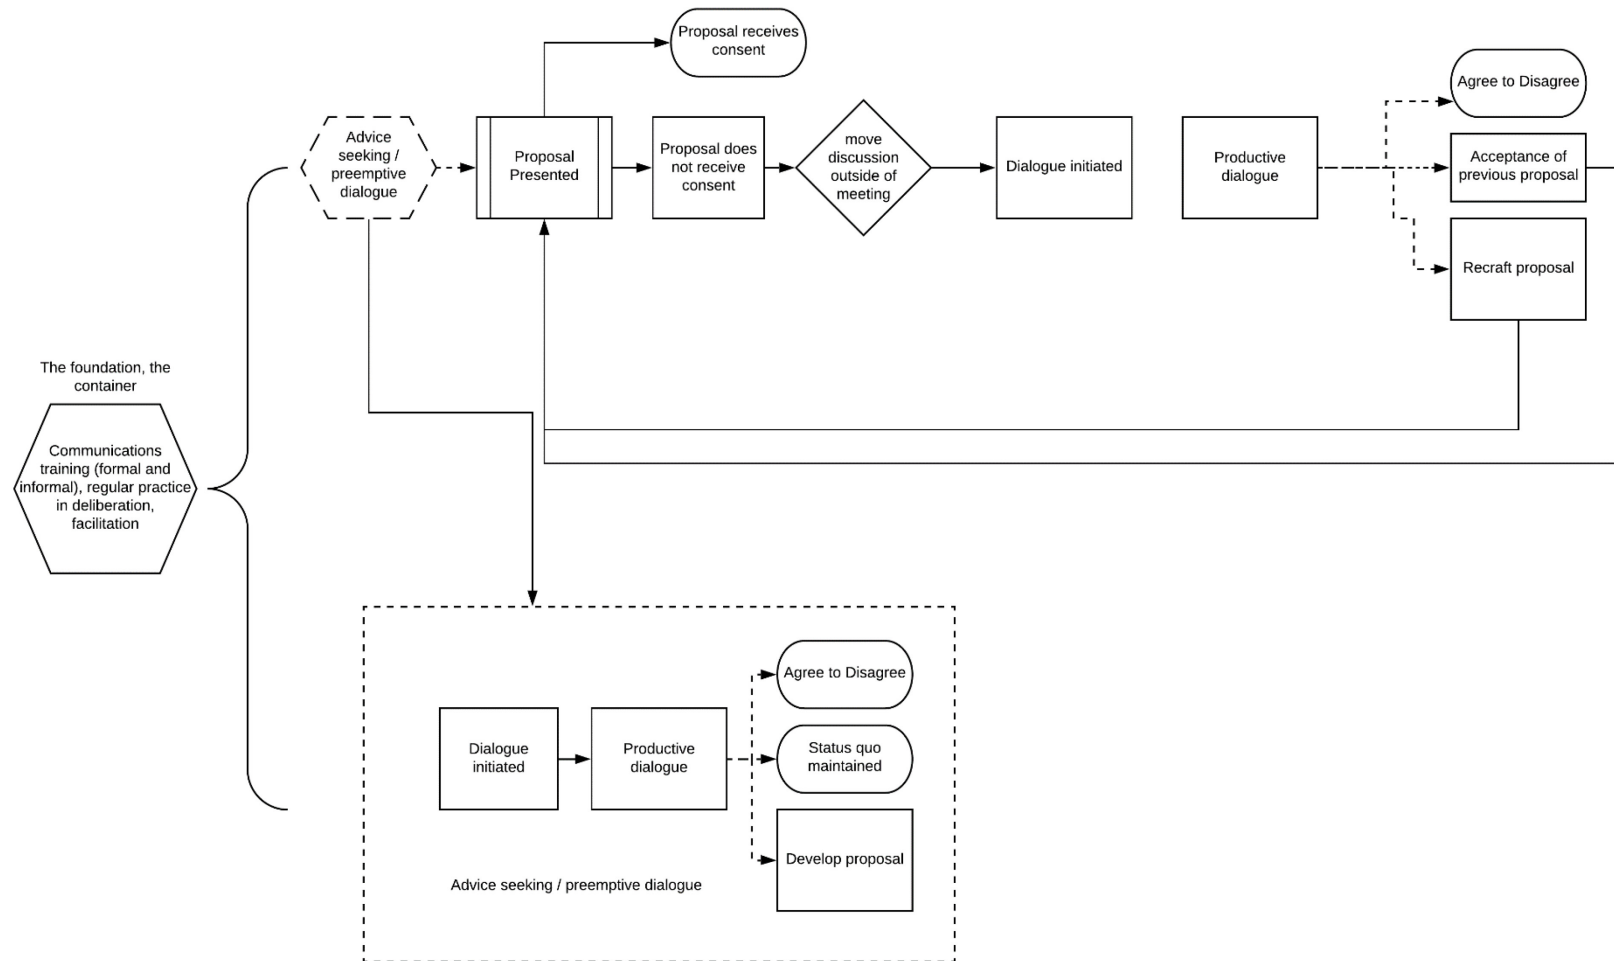 Proposal receives
consent
Agree to Disagree
Advice
seeking /
preemptive
dialogue
Proposal
Presented
Proposal does
not receive
consent
move
discussion
outside of
meeting
Dialogue initiated
Productive
dialogue
Acceptance of
previous proposal
Recraft proposal
The foundation, the
container
Communications
training (formal and
informal), regular practice
in deliberation,
facilitation
Agree to Disagree
Dialogue
initiated
Productive
dialogue
Status quo
maintained
Develop proposal
Advice seeking / preemptive dialogue